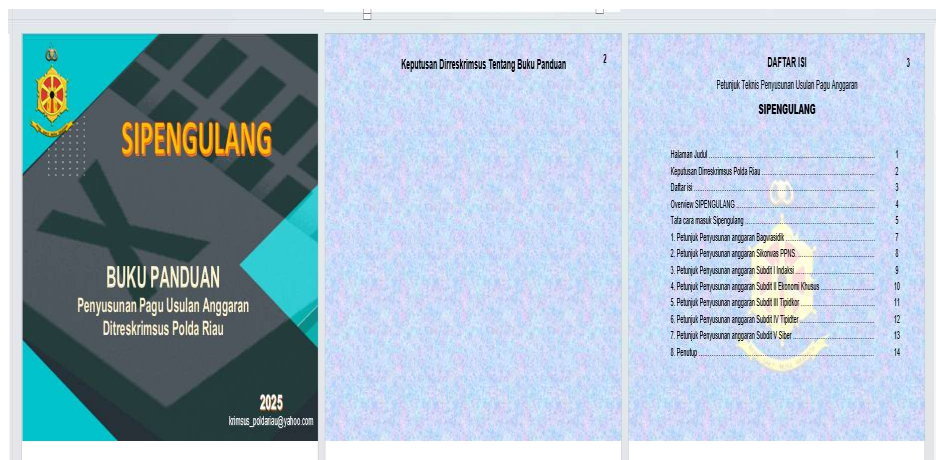 SIPENGULANG
BUKU PANDUAN
Penyusunan Pagu Usulan Anggaran
Ditreskrimsus Polda Riau
2025
krimsus_poldariau@yahoo.com
2
Keputusan Dirreskrimsus Tentang Buku Panduan
3
DAFTAR ISI
Petunjuk Teknis Penyusunan Usulan Pagu Anggaran
SIPENGULANG
Halaman Judul 1
Keputusan Dirreskrimsus Polda Riau 2
Daftar isi 3
Overview SIPENGULANG 4
Tata cara masuk Sipengulang 5
1. Petunjuk Penyusunan anggaran Bagwasidik 7
2. Petunjuk Penyusunan anggaran Sikorwas PPNS 8
3. Petunjuk Penyusunan anggaran Subdit I Indaksi 9
4. Petunjuk Penyusunan anggaran Subdit II Ekonomi Khusus 10
5. Petunjuk Penyusunan anggaran Subdit III Tipidkor 11
6. Petunjuk Penyusunan anggaran Subdit IV Tipidter 12
7. Petunjuk Penyusunan anggaran Subdit V Siber 13
8. Penutup 14